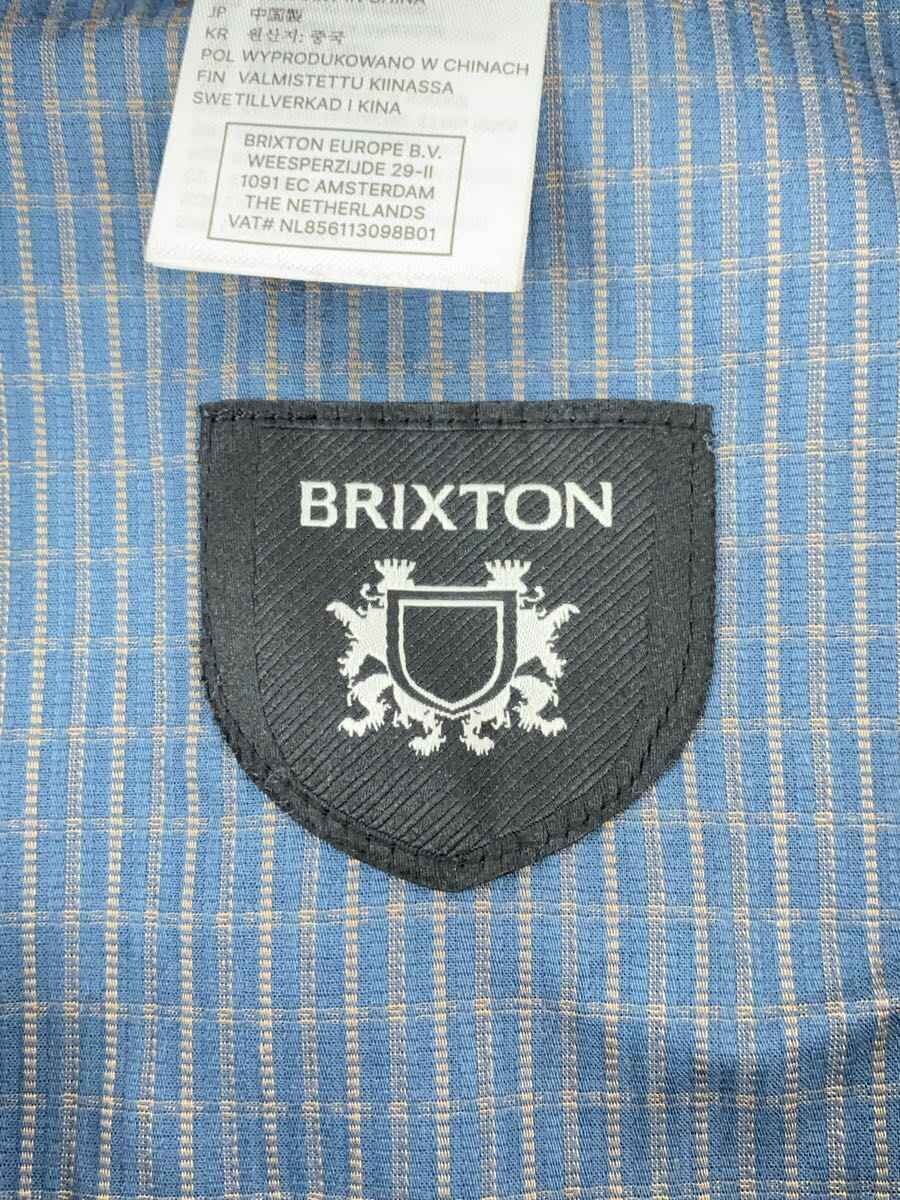 JP 中国製
KR 원산지: 중국
POL WYPRODUKOWANO W CHINACH
FIN VALMISTETTU KIINASSA
SWE TILLVERKAD I KINA
BRIXTON EUROPE B.V.
WEESPERZIJDE 29-II
1091 EC AMSTERDAM
THE NETHERLANDS
VAT# NL856113098B01
BRIXTON